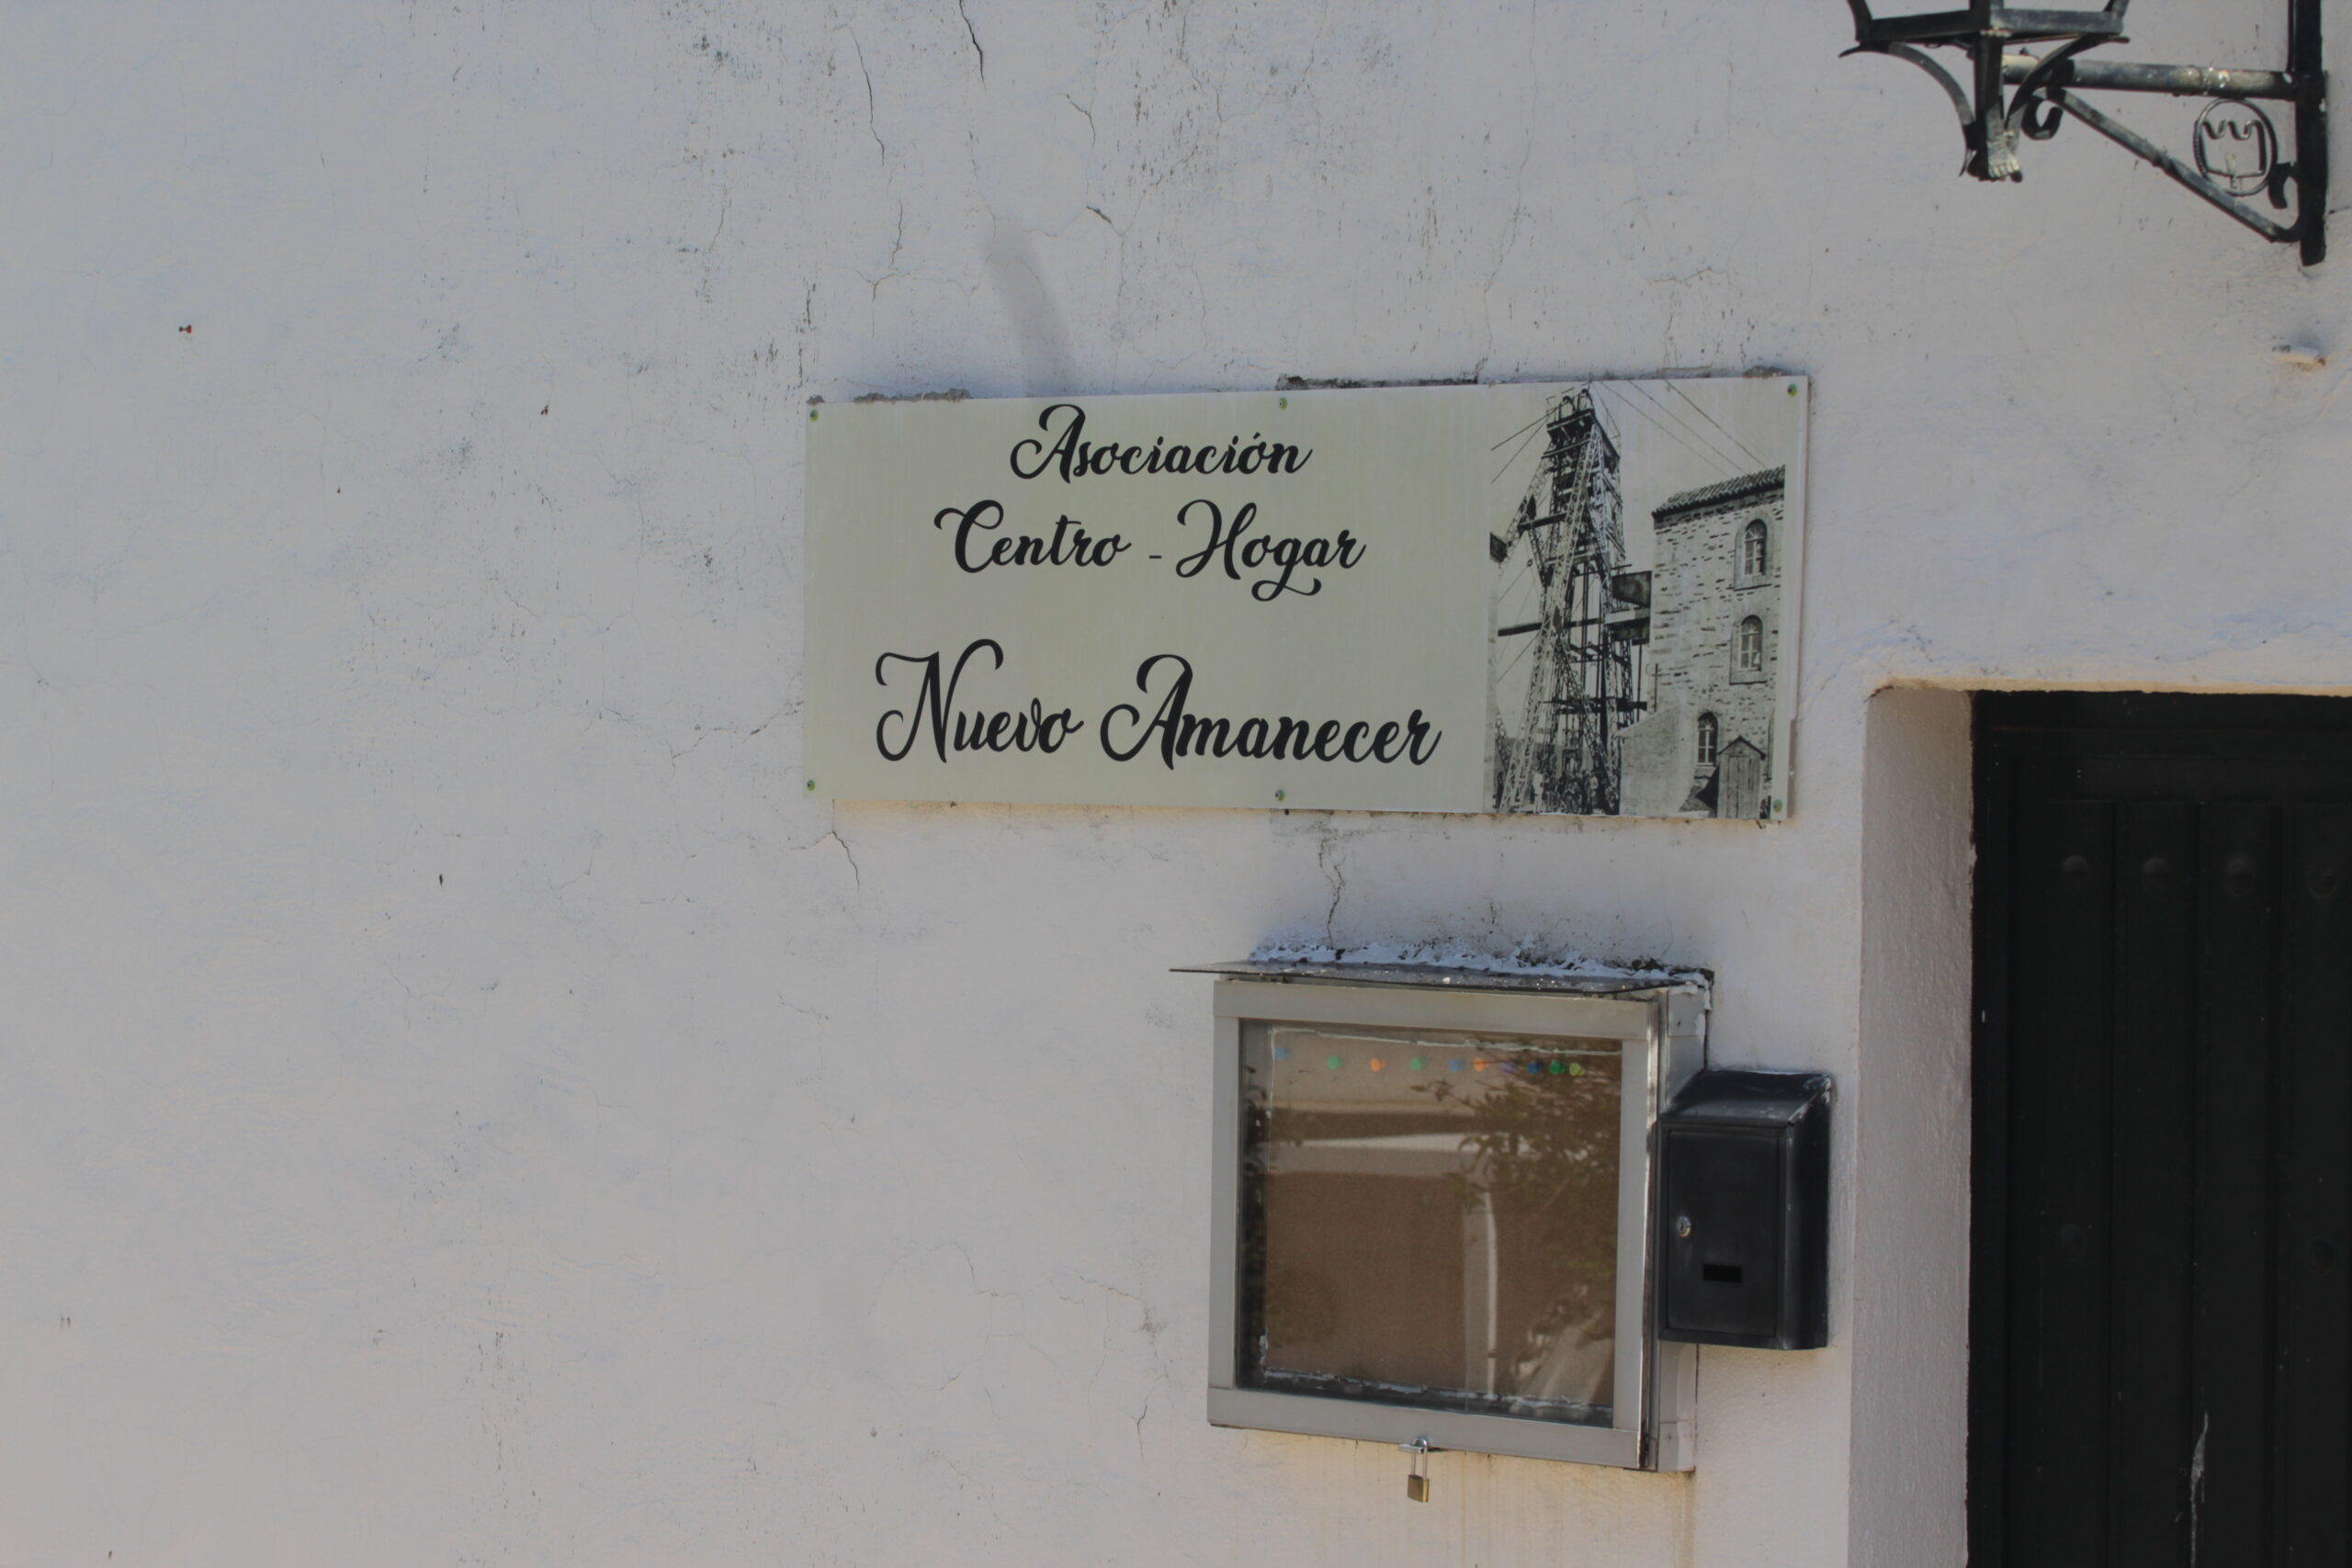 Asociación
Centro - Hogar
Nuevo Amanecer